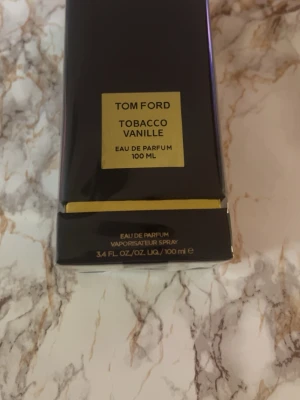 TOM FORD
TOBACCO
VANILLE
EAU DE PARFUM
100 ML
EAU DE PARFUM
VAPORISATEUR SPRAY
3.4 FL. OZ./OZ. LIQ./100 ml ℮